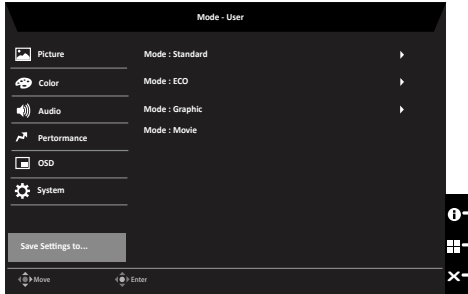 Mode - User
Picture
Color
Audio
Pertormance
OSD
System
Save Settings to...
Mode : Standard
Mode : ECO
Mode : Graphic
Mode : Movie
Move
Enter